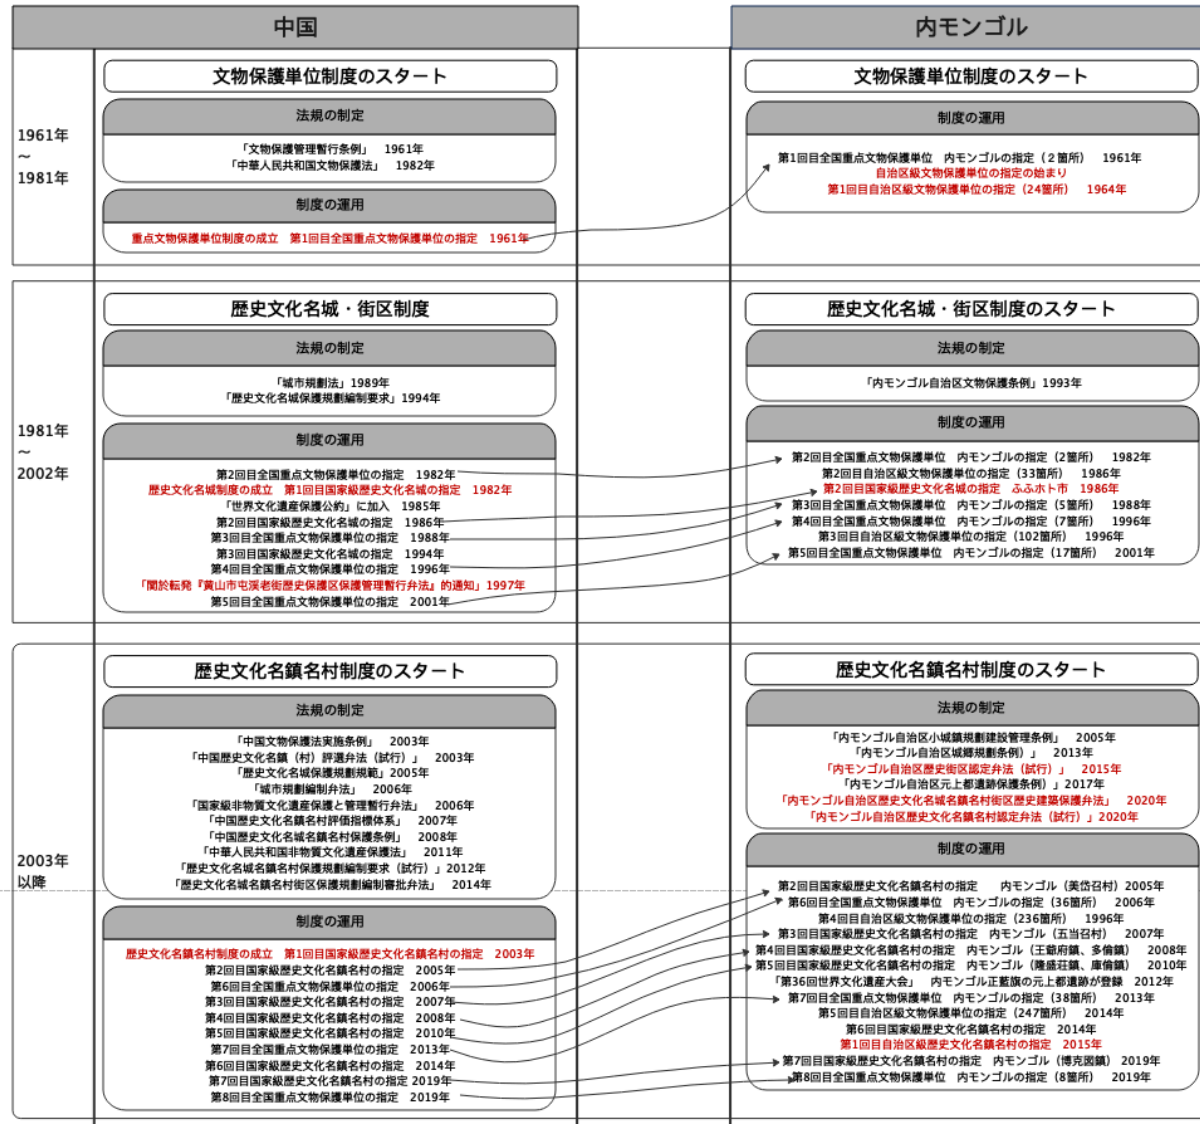 中国
内モンゴル
1961年
～
1981年
文物保護単位制度のスタート
法規の制定
「文物保護管理暫行条例」　1961年
「中華人民共和国文物保護法」　1982年
制度の運用
重点文物保護単位制度の成立　第1回目全国重点文物保護単位の指定　1961年
文物保護単位制度のスタート
制度の運用
第1回目全国重点文物保護単位　内モンゴルの指定（２箇所）　1961年
自治区級文物保護単位の指定の始まり
第1回目自治区級文物保護単位の指定（24箇所）　1964年
1981年
～
2002年
歴史文化名城・街区制度
法規の制定
「城市規劃法」1989年
「歴史文化名城保護規劃編制要求」1994年
制度の運用
第2回目全国重点文物保護単位の指定　1982年
歴史文化名城制度の成立　第1回目国家級歴史文化名城の指定　1982年
「世界文化遺産保護公約」に加入　1985年
第2回目国家級歴史文化名城の指定　1986年
第3回目全国重点文物保護単位の指定　1988年
第3回目国家級歴史文化名城の指定　1994年
第4回目全国重点文物保護単位の指定　1996年
「関於転発『黄山市屯渓老街歴史保護区保護管理暫行弁法』的通知」1997年
第5回目全国重点文物保護単位の指定　2001年
歴史文化名城・街区制度のスタート
法規の制定
「内モンゴル自治区文物保護条例」1993年
制度の運用
第2回目全国重点文物保護単位　内モンゴルの指定（2箇所）　1982年
第2回目自治区級文物保護単位の指定（33箇所）　1986年
第2回目国家級歴史文化名城の指定　ふふホト市　1986年
第3回目全国重点文物保護単位　内モンゴルの指定（5箇所）　1988年
第4回目全国重点文物保護単位　内モンゴルの指定（7箇所）　1996年
第3回目自治区級文物保護単位の指定（102箇所）　1996年
第5回目全国重点文物保護単位　内モンゴルの指定（17箇所）　2001年
2003年
以降
歴史文化名鎮名村制度のスタート
法規の制定
「中国文物保護法実施条例」　2003年
「中国歴史文化名鎮（村）評選弁法（試行）」　2003年
「歴史文化名城保護規劃規範」2005年
「城市規劃編制弁法」　2006年
「国家級非物質文化遺産保護と管理暫行弁法」　2006年
「中国歴史文化名鎮名村評価指標体系」　2007年
「中国歴史文化名城名鎮名村保護条例」　2008年
「中華人民共和国非物質文化遺産保護法」　2011年
「歴史文化名城名鎮名村保護規劃編制要求（試行）」2012年
「歴史文化名城名鎮名村街区保護規劃編制審批弁法」　2014年
制度の運用
歴史文化名鎮名村制度の成立　第1回目国家級歴史文化名鎮名村の指定　2003年
第2回目国家級歴史文化名鎮名村の指定　2005年
第6回目全国重点文物保護単位の指定　2006年
第3回目国家級歴史文化名鎮名村の指定　2007年
第4回目国家級歴史文化名鎮名村の指定　2008年
第5回目国家級歴史文化名鎮名村の指定　2010年
第7回目全国重点文物保護単位の指定　2013年
第6回目国家級歴史文化名鎮名村の指定　2014年
第7回目国家級歴史文化名鎮名村の指定 2019年
第8回目全国重点文物保護単位の指定　2019年
歴史文化名鎮名村制度のスタート
法規の制定
「内モンゴル自治区小城鎮規劃建設管理条例」　2005年
「内モンゴル自治区城郷規劃条例）」　2013年
「内モンゴル自治区歴史街区認定弁法（試行）」　2015年
「内モンゴル自治区元上都遺跡保護条例）」2017年
「内モンゴル自治区歴史文化名城名鎮名村街区歴史建築保護弁法」　2020年
「内モンゴル自治区歴史文化名鎮名村認定弁法（試行）」2020年
制度の運用
第2回目国家級歴史文化名鎮名村の指定　　内モンゴル（美岱召村）2005年
第6回目全国重点文物保護単位　内モンゴルの指定（36箇所）　2006年
第4回目自治区級文物保護単位の指定（236箇所）　1996年
第3回目国家級歴史文化名鎮名村の指定　内モンゴル（五当召村）　2007年
第4回目国家級歴史文化名鎮名村の指定　内モンゴル（王爺府鎮、多倫鎮）　2008年
第5回目国家級歴史文化名鎮名村の指定　内モンゴル（隆盛荘鎮、庫倫鎮）　2010年
「第36回世界文化遺産大会」　内モンゴル正藍旗の元上都遺跡が登録　2012年
第7回目全国重点文物保護単位　内モンゴルの指定（38箇所）　2013年
第5回目自治区級文物保護単位の指定（247箇所）　2014年
第6回目国家級歴史文化名鎮名村の指定　2014年
第1回目自治区級歴史文化名鎮名村の指定　2015年
第7回目国家級歴史文化名鎮名村の指定　内モンゴル（博克図鎮）2019年
第8回目全国重点文物保護単位　内モンゴルの指定（8箇所）　2019年